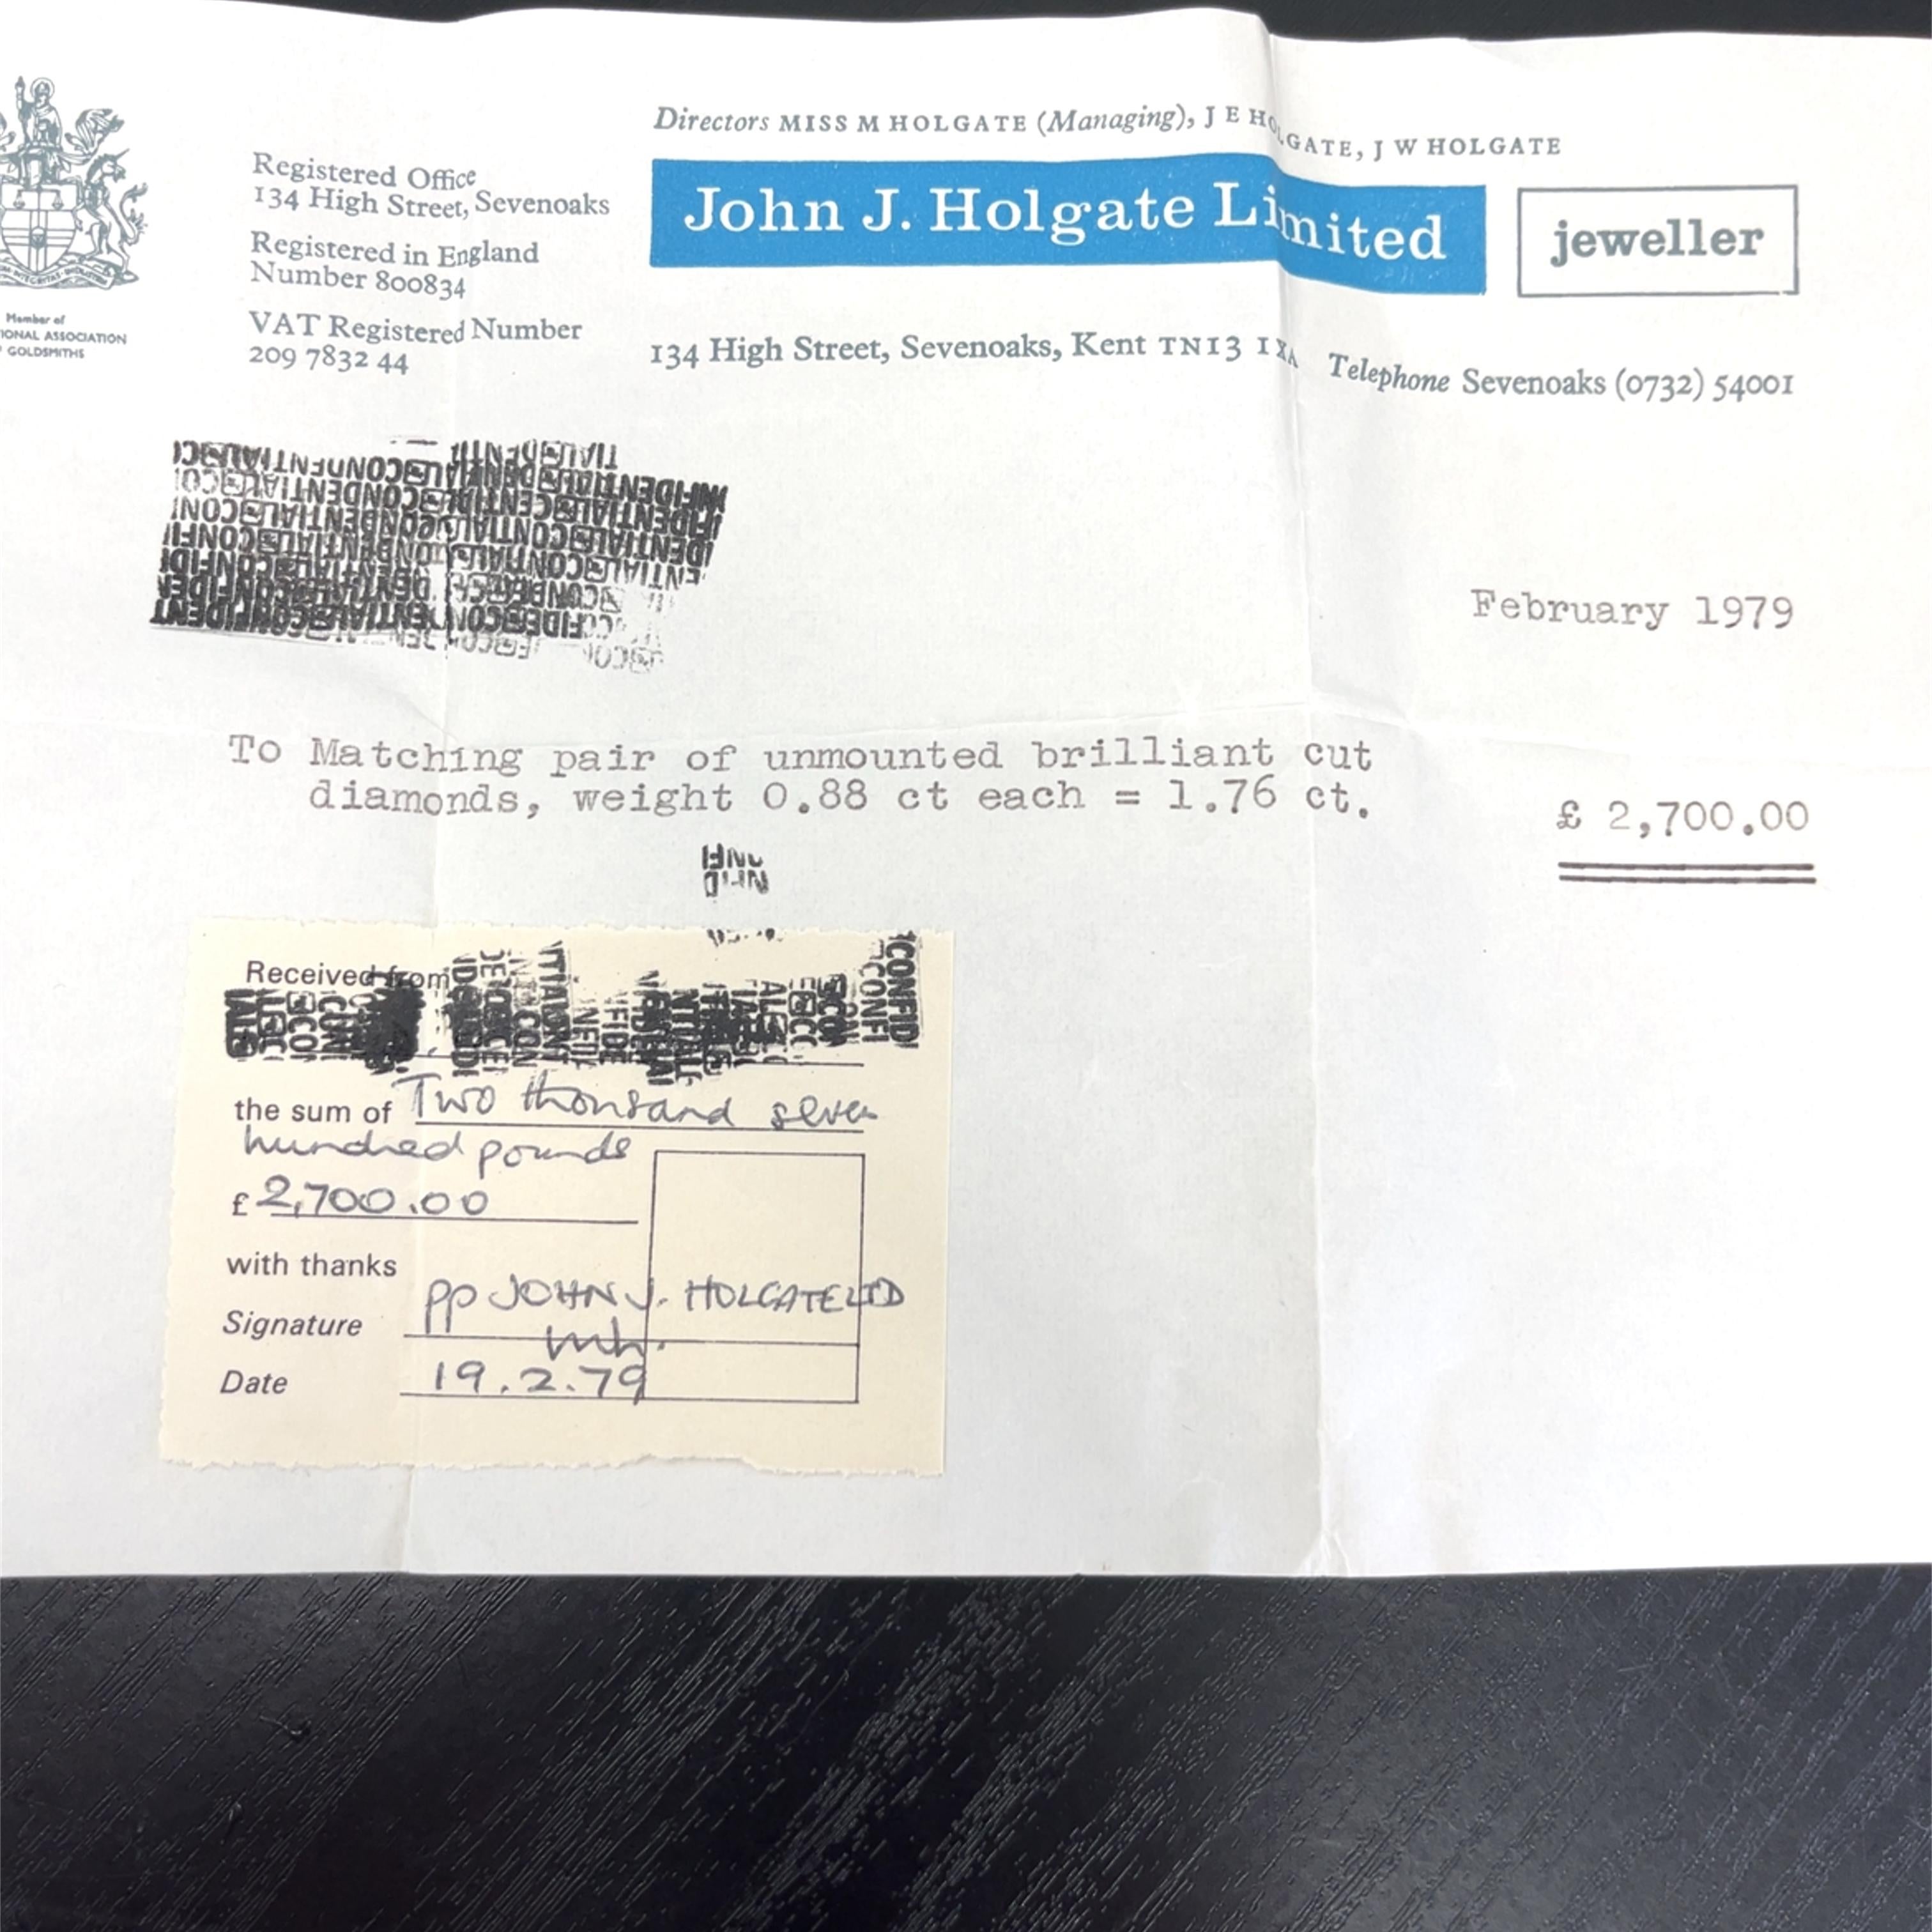 Member of
IONAL ASSOCIATION
GOLDSMITHS
Registered Office
134 High Street, Sevenoaks
Registered in England
Number 800834
VAT Registered Number
209 7832 44
Directors MISS M HOLGATE (Managing), J E HOLGATE, J W HOLGATE
John J. Holgate Limited
jeweller
134 High Street, Sevenoaks, Kent TN13 1XA Telephone Sevenoaks (0732) 54001
February 1979
To Matching pair of unmounted brilliant cut
diamonds, weight 0.88 ct each = 1.76 ct.
£ 2,700.00
Received from
the sum of Two thousand seven
hundred pounds
£ 2,700.00
with thanks
Signature pp JOHN J. HOLGATE LTD
mh.
Date 19.2.79